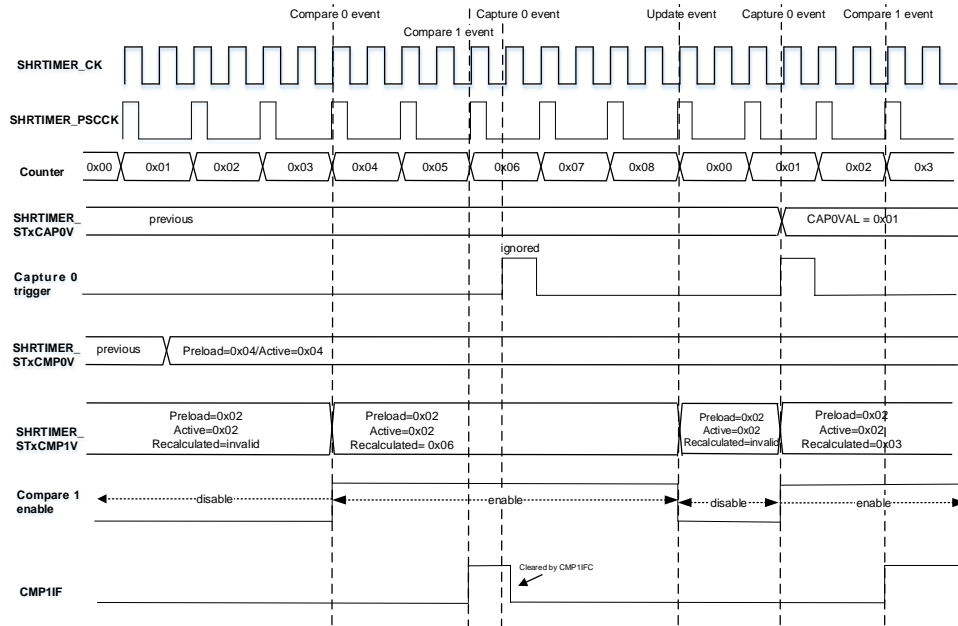 Compare 0 event
Capture 0 event
Update event
Capture 0 event
Compare 1 event
Compare 1 event
SHRTIMER_CK
SHRTIMER_PSCCK
Counter
0x00
0x01
0x02
0x03
0x04
0x05
0x06
0x07
0x08
0x00
0x01
0x02
0x3
SHRTIMER_
STxCAP0V
previous
CAP0VAL = 0x01
ignored
Capture 0
trigger
SHRTIMER_
STxCMP0V
previous
Preload=0x04/Active=0x04
SHRTIMER_
STxCMP1V
Preload=0x02
Active=0x02
Recalculated=invalid
Preload=0x02
Active=0x02
Recalculated= 0x06
Preload=0x02
Active=0x02
Recalculated=invalid
Preload=0x02
Active=0x02
Recalculated=0x03
Compare 1
enable
disable
enable
disable
enable
Cleared by CMP1IFC
CMP1IF